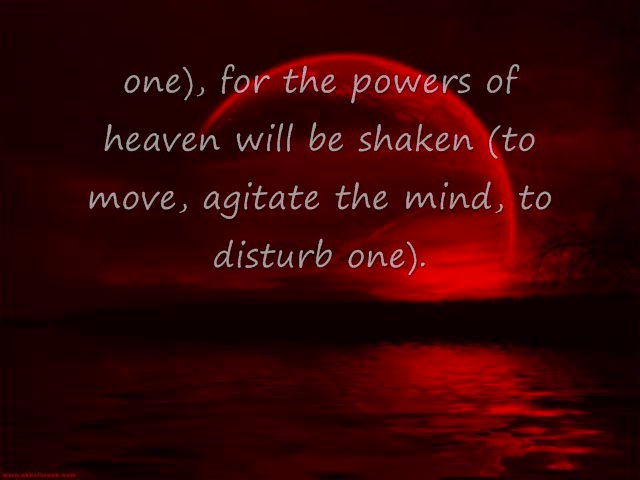 one), for the powers of
heaven will be shaken (to
move, agitate the mind, to
disturb one).